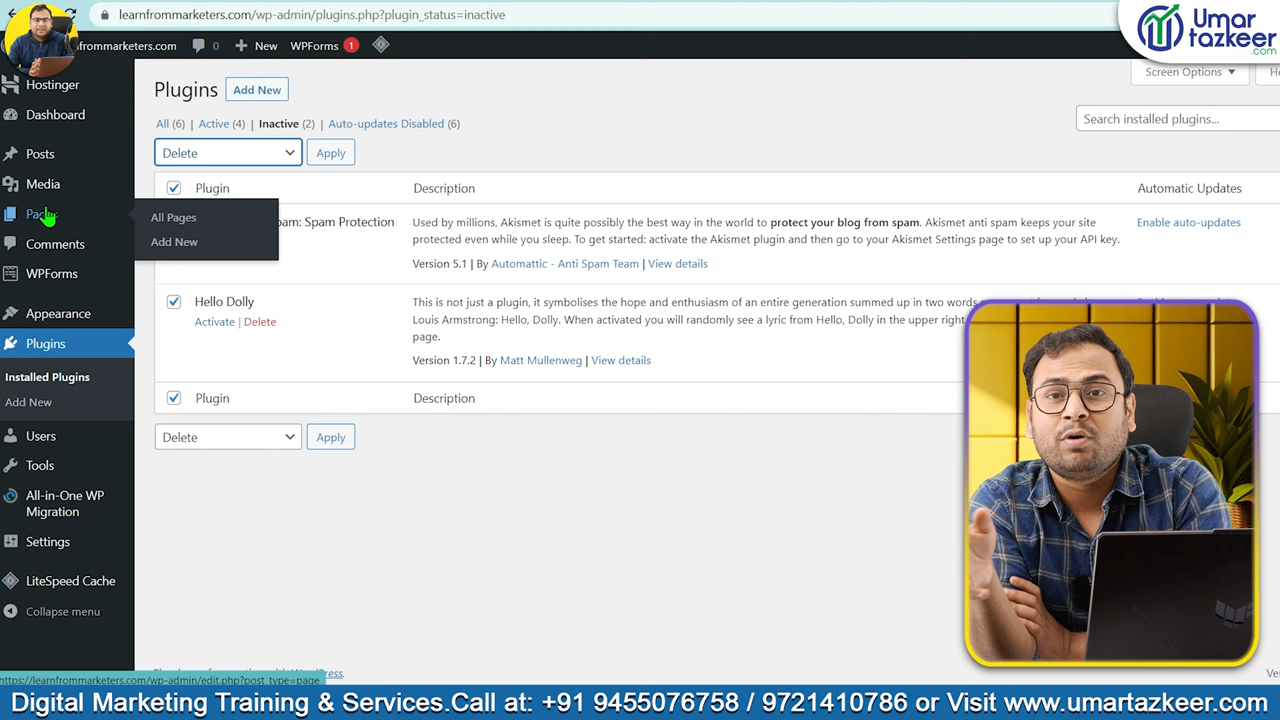 learnfrommarketers.com/wp-admin/plugins.php?plugin_status=inactive
Umar
tazkeer
.com
frommarketers.com
0
New
WPForms 1
Hostinger
Dashboard
Posts
Media
Comments
WPForms
Appearance
Plugins
Installed Plugins
Add New
Users
Tools
All-in-One WP
Migration
Settings
LiteSpeed Cache
Collapse menu
All Pages
Add New
Screen Options
Plugins
Add New
All (6) | Active (4) | Inactive (2) | Auto-updates Disabled (6)
Search installed plugins...
Delete
Apply
Plugin
Description
Automatic Updates
Spam Protection
Used by millions, Akismet is quite possibly the best way in the world to protect your blog from spam. Akismet anti spam keeps your site
protected even while you sleep. To get started: activate the Akismet plugin and then go to your Akismet Settings page to set up your API key.
Version 5.1 | By Automattic - Anti Spam Team | View details
Enable auto-updates
Hello Dolly
Activate | Delete
This is not just a plugin, it symbolises the hope and enthusiasm of an entire generation summed up in two words
Louis Armstrong: Hello, Dolly. When activated you will randomly see a lyric from Hello, Dolly in the upper right
page.
Version 1.7.2 | By Matt Mullenweg | View details
Plugin
Description
Delete
Apply
https://learnfrommarketers.com/wp-admin/edit.php?post_type=page
Digital Marketing Training & Services.Call at: +91 9455076758 / 9721410786 or Visit www.umartazkeer.com